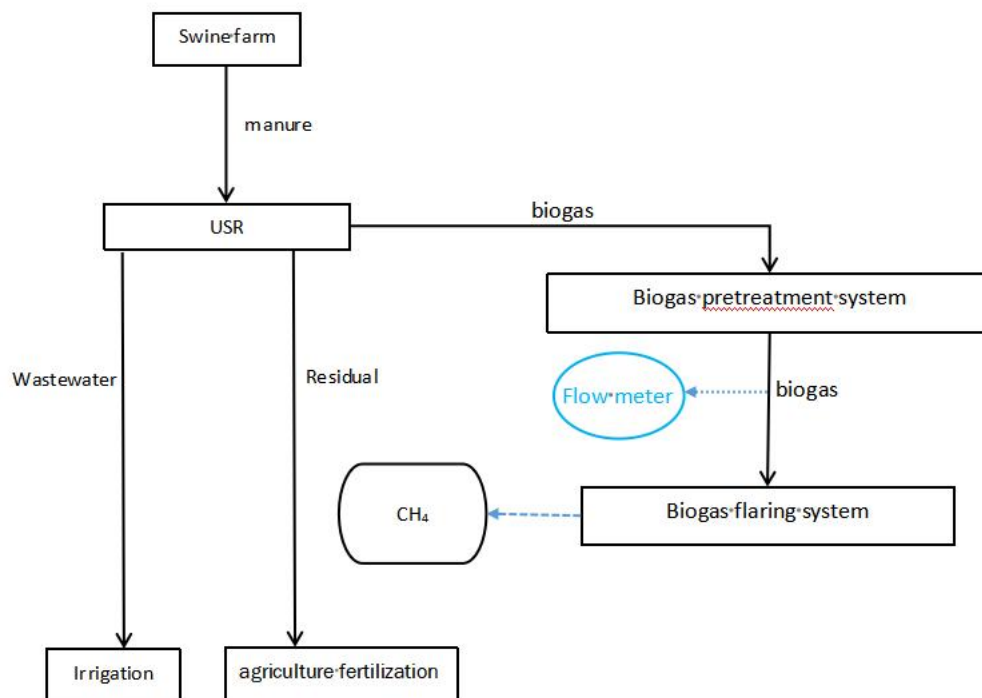 Swine farm
manure
USR
biogas
Biogas pretreatment system
Wastewater
Residual
Flow meter
biogas
CH₄
Biogas flaring system
Irrigation
agriculture fertilization